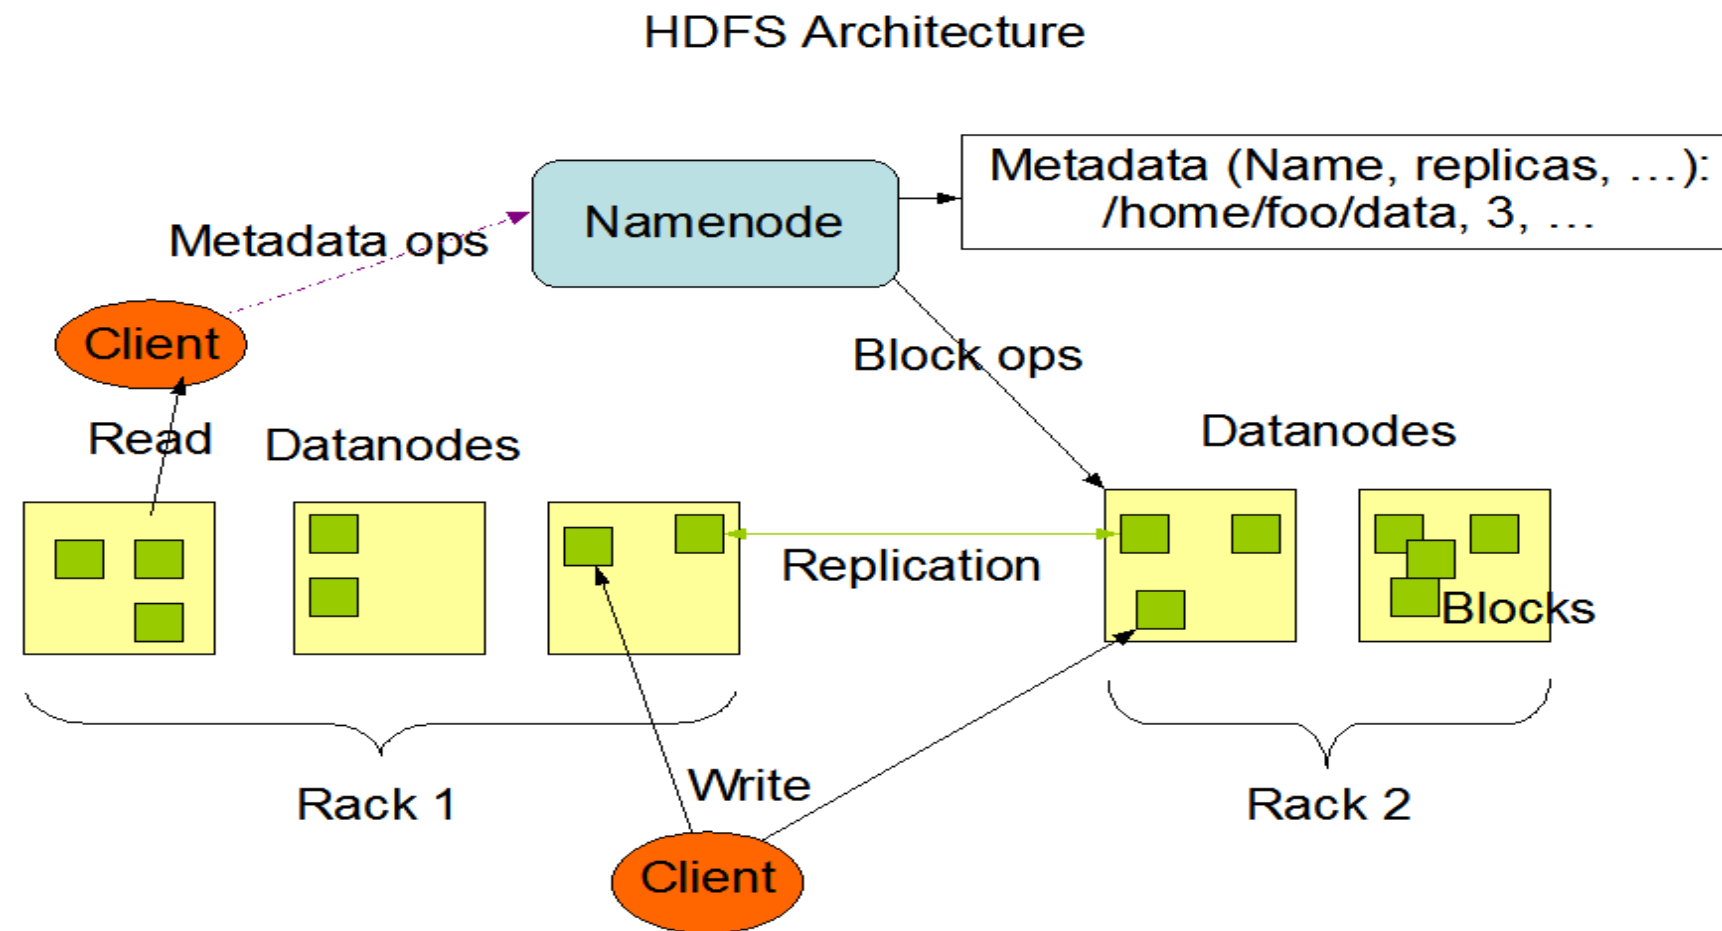 HDFS Architecture
Metadata (Name, replicas, …):
/home/foo/data, 3, …
Namenode
Metadata ops
Client
Block ops
Read
Datanodes
Datanodes
Replication
Blocks
Write
Rack 1
Rack 2
Client